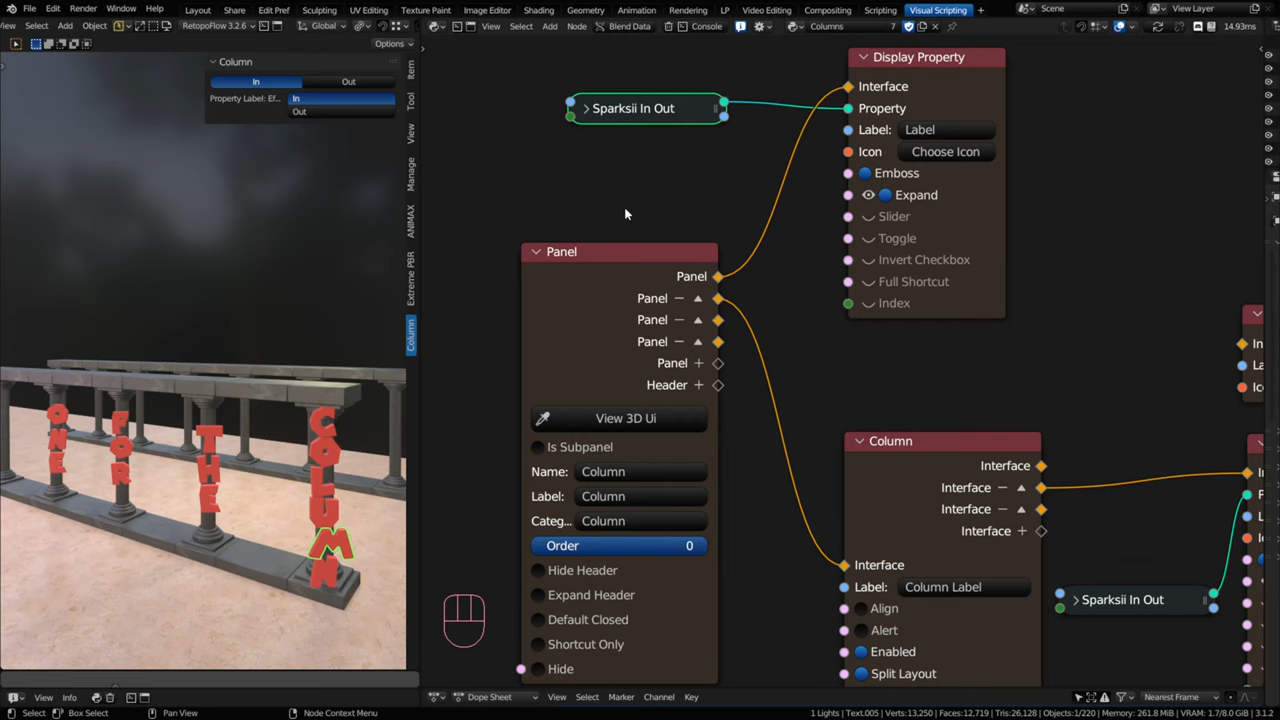 File Edit Render Window Help Layout Script Pref Edit Sculpting UV Editing Texture Paint Image Editor Shading Geometry Animation Rendering LP Video Editing Compositing Visual Scripting + Scene View Layer
View Add Object RetopoFlow 3.2.6 Global View Select Add Node Blend Data Console Columns 7 14.93ms
Options
Column
In Out
Property Label: Ef... In
Out
Item
Tool
View
Manage
ANIMAX
Extreme PBR
Column
ONE
FOR
THE
COLUMN
Sparksii In Out
Display Property
Interface
Property
Label: Label
Icon Choose Icon
Emboss
Expand
Slider
Toggle
Invert Checkbox
Full Shortcut
Index
Panel
Panel
Panel
Panel
Panel
Panel +
Header +
View 3D Ui
Is Subpanel
Name: Column
Label: Column
Categ... Column
Order 0
Hide Header
Expand Header
Default Closed
Shortcut Only
Hide
Column
Interface
Interface
Interface
Interface +
Interface
Label: Column Label
Align
Alert
Enabled
Split Layout
Sparksii In Out
View Info Dope Sheet View Select Marker Channel Key Nearest Frame
Select Box Select Pan View Node Context Menu 1 Lights | Text.005 | Verts:13,250 | Faces:12,719 | Tris:26,128 | Objects:1/220 | Memory: 261.8 MiB | VRAM: 1.7/8.0 GiB | 3.1.2